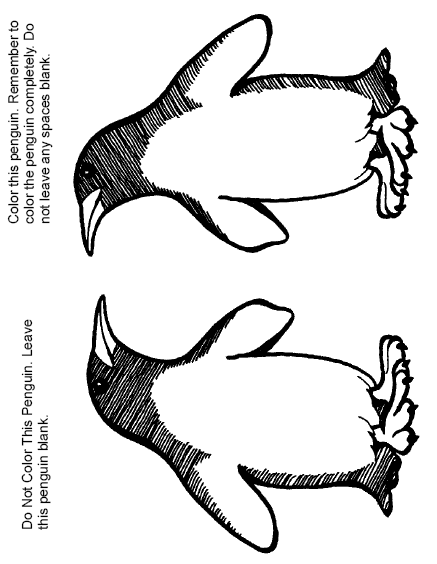 Do Not Color This Penguin. Leave
this penguin blank.
Color this penguin. Remember to
color the penguin completely. Do
not leave any spaces blank.